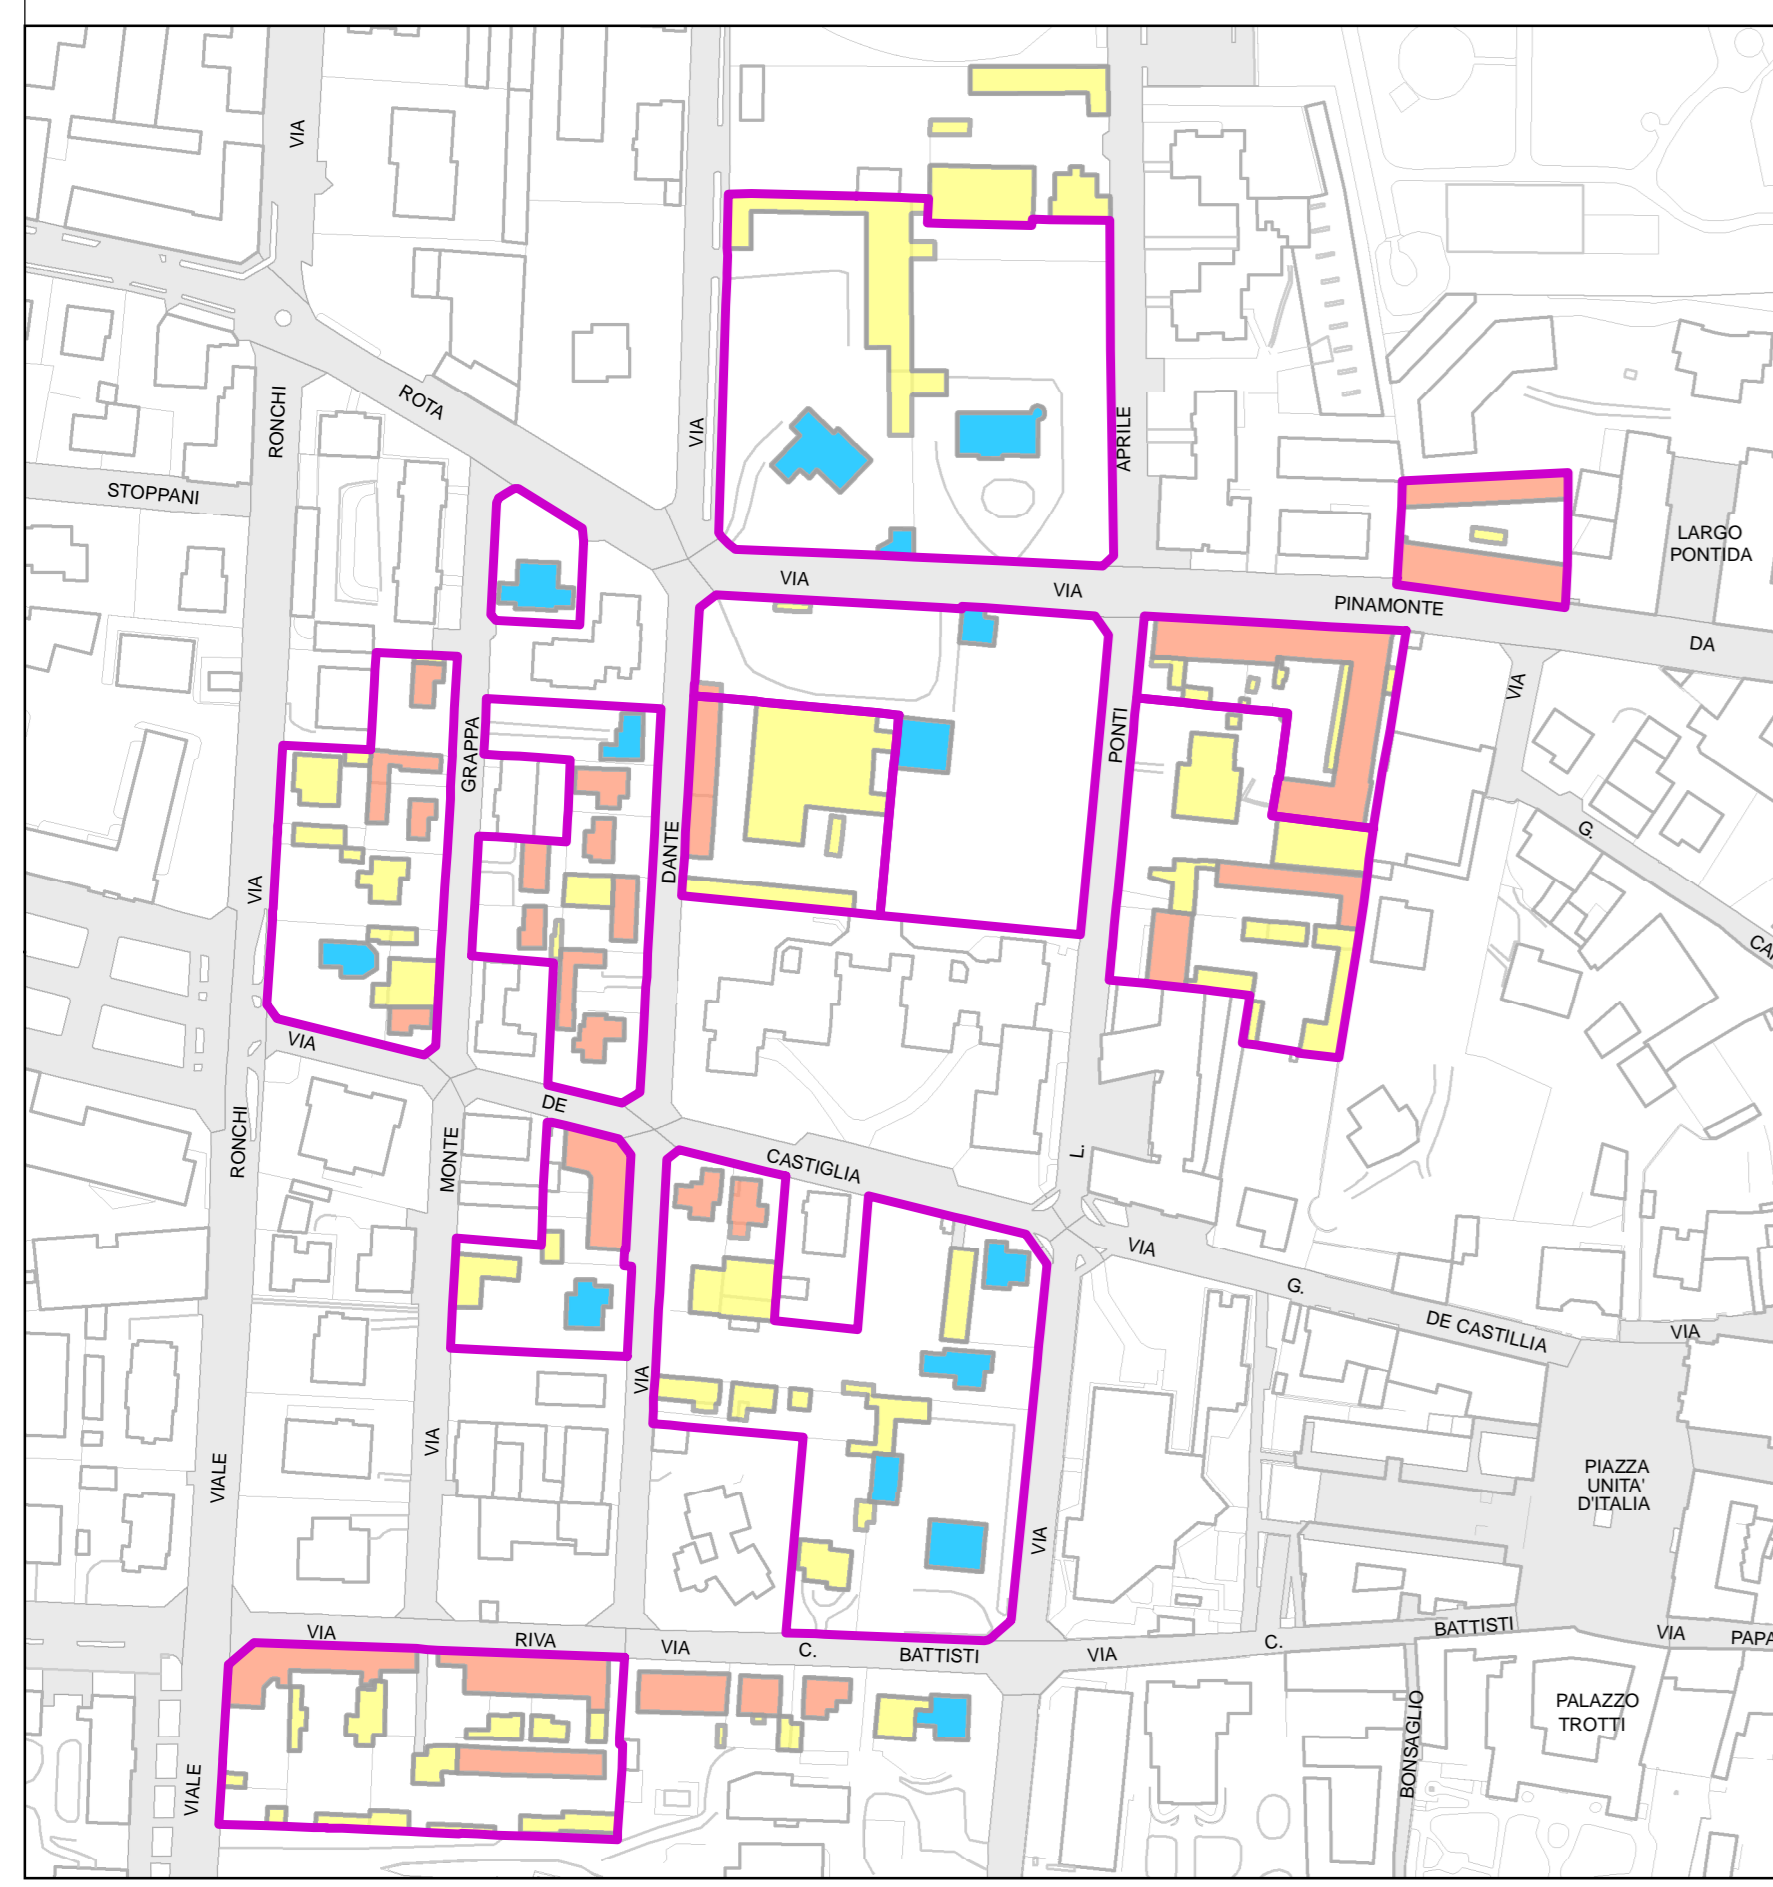 VIA
ROTA
RONCHI
VIA
APRILE
STOPPANI
LARGO
PONTIDA
VIA
VIA
PINAMONTE
DA
VIA
PONTI
GRAPPA
DANTE
G.
VIA
CA
VIA
DE
RONCHI
MONTE
L.
CASTIGLIA
VIA
G.
DE CASTILLIA
VIA
VIA
VIA
VIALE
PIAZZA
UNITA'
D'ITALIA
VIA
VIA
RIVA
VIA
C.
BATTISTI
VIA
C.
BATTISTI
VIA
PAPA
PALAZZO
TROTTI
BONSAGLIO
VIALE